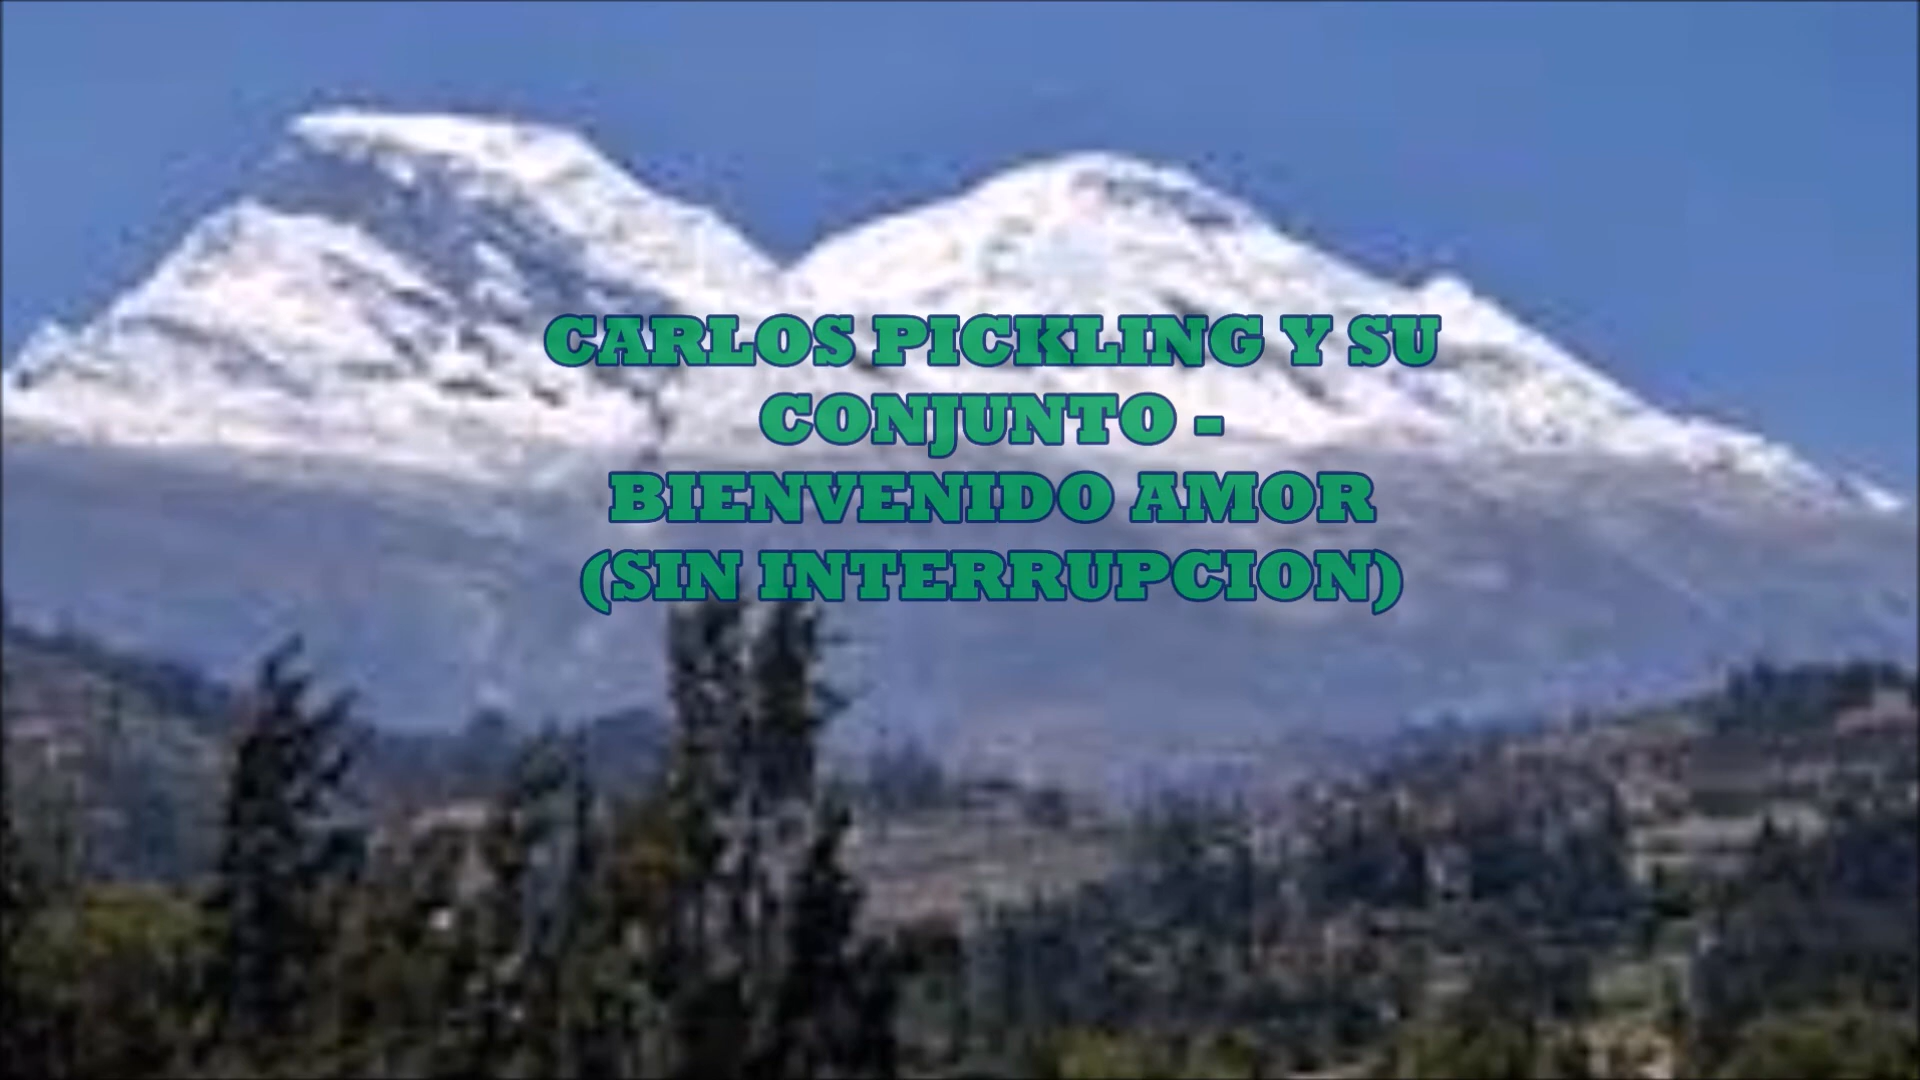 CARLOS PICKLING Y SU
CONJUNTO -
BIENVENIDO AMOR
(SIN INTERRUPCION)